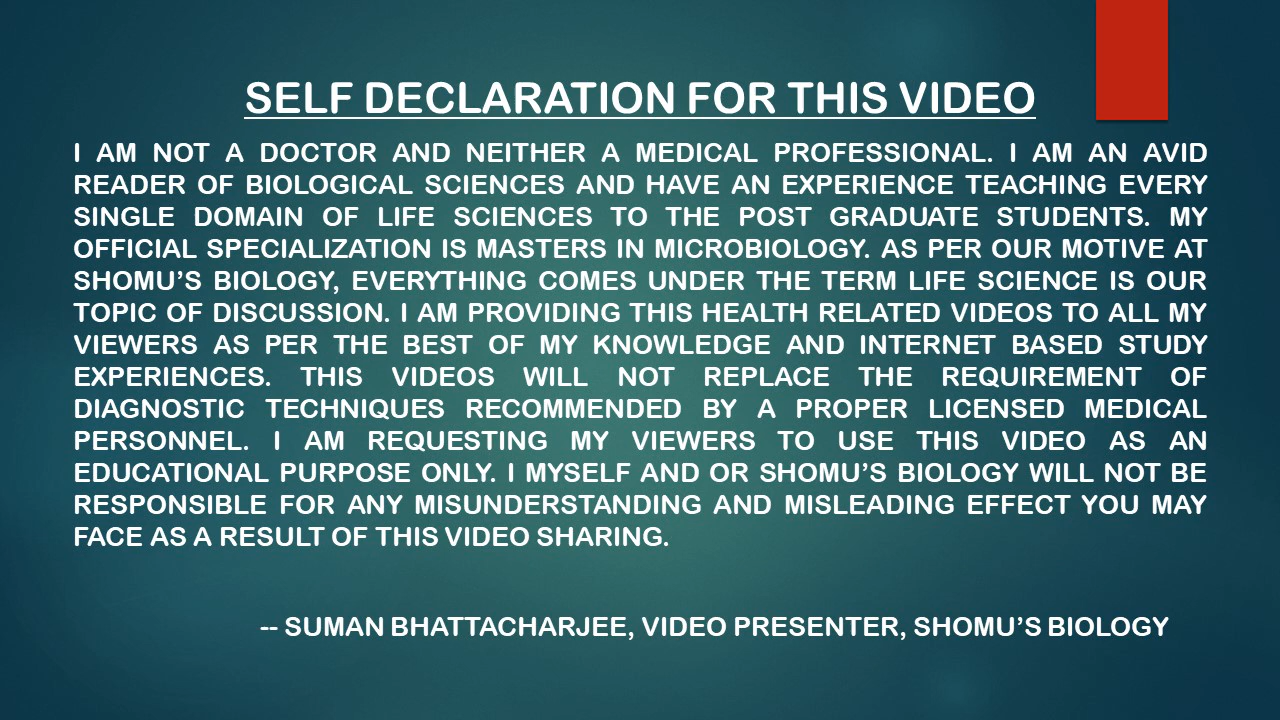 SELF DECLARATION FOR THIS VIDEO
I AM NOT A DOCTOR AND NEITHER A MEDICAL PROFESSIONAL. I AM AN AVID
READER OF BIOLOGICAL SCIENCES AND HAVE AN EXPERIENCE TEACHING EVERY
SINGLE DOMAIN OF LIFE SCIENCES TO THE POST GRADUATE STUDENTS. MY
OFFICIAL SPECIALIZATION IS MASTERS IN MICROBIOLOGY. AS PER OUR MOTIVE AT
SHOMU’S BIOLOGY, EVERYTHING COMES UNDER THE TERM LIFE SCIENCE IS OUR
TOPIC OF DISCUSSION. I AM PROVIDING THIS HEALTH RELATED VIDEOS TO ALL MY
VIEWERS AS PER THE BEST OF MY KNOWLEDGE AND INTERNET BASED STUDY
EXPERIENCES. THIS VIDEOS WILL NOT REPLACE THE REQUIREMENT OF
DIAGNOSTIC TECHNIQUES RECOMMENDED BY A PROPER LICENSED MEDICAL
PERSONNEL. I AM REQUESTING MY VIEWERS TO USE THIS VIDEO AS AN
EDUCATIONAL PURPOSE ONLY. I MYSELF AND OR SHOMU’S BIOLOGY WILL NOT BE
RESPONSIBLE FOR ANY MISUNDERSTANDING AND MISLEADING EFFECT YOU MAY
FACE AS A RESULT OF THIS VIDEO SHARING.
-- SUMAN BHATTACHARJEE, VIDEO PRESENTER, SHOMU’S BIOLOGY